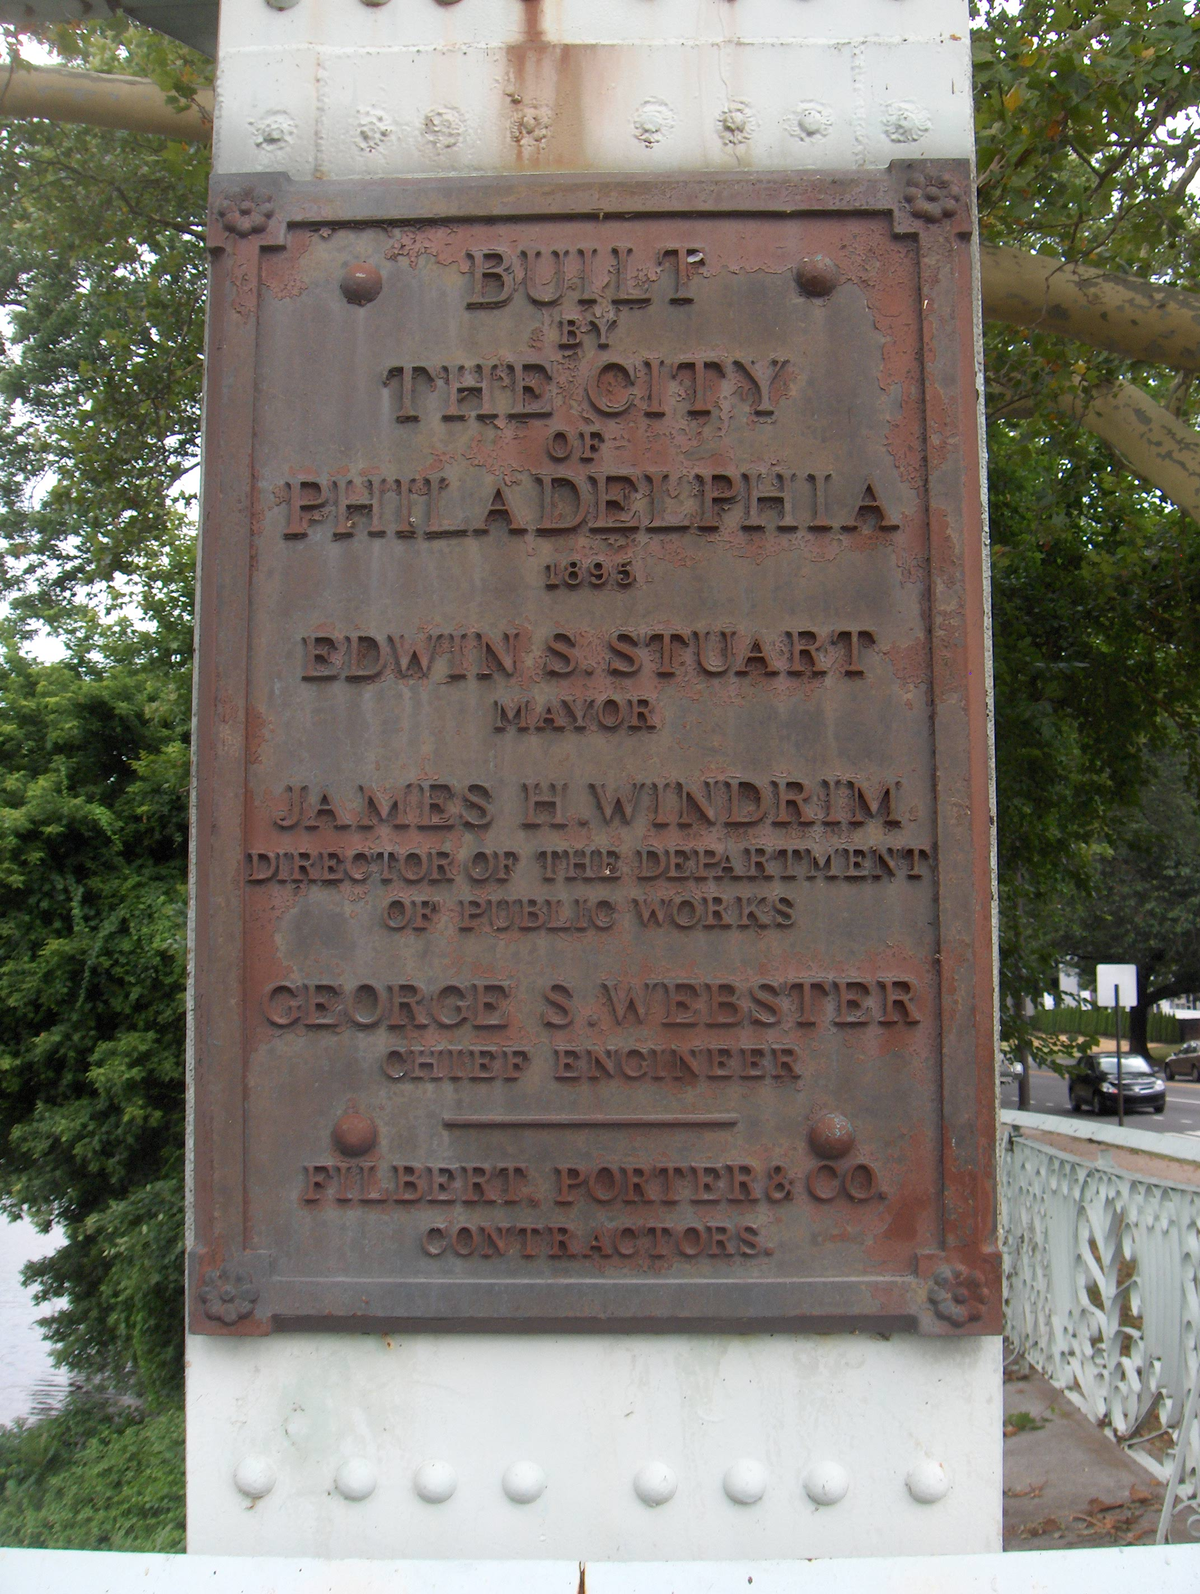 BUILT
BY
THE CITY
OF
PHILADELPHIA
1895
EDWIN S. STUART
MAYOR
JAMES H. WINDRIM
DIRECTOR OF THE DEPARTMENT
OF PUBLIC WORKS
GEORGE S. WEBSTER
CHIEF ENGINEER
FILBERT, PORTER & CO.
CONTRACTORS.